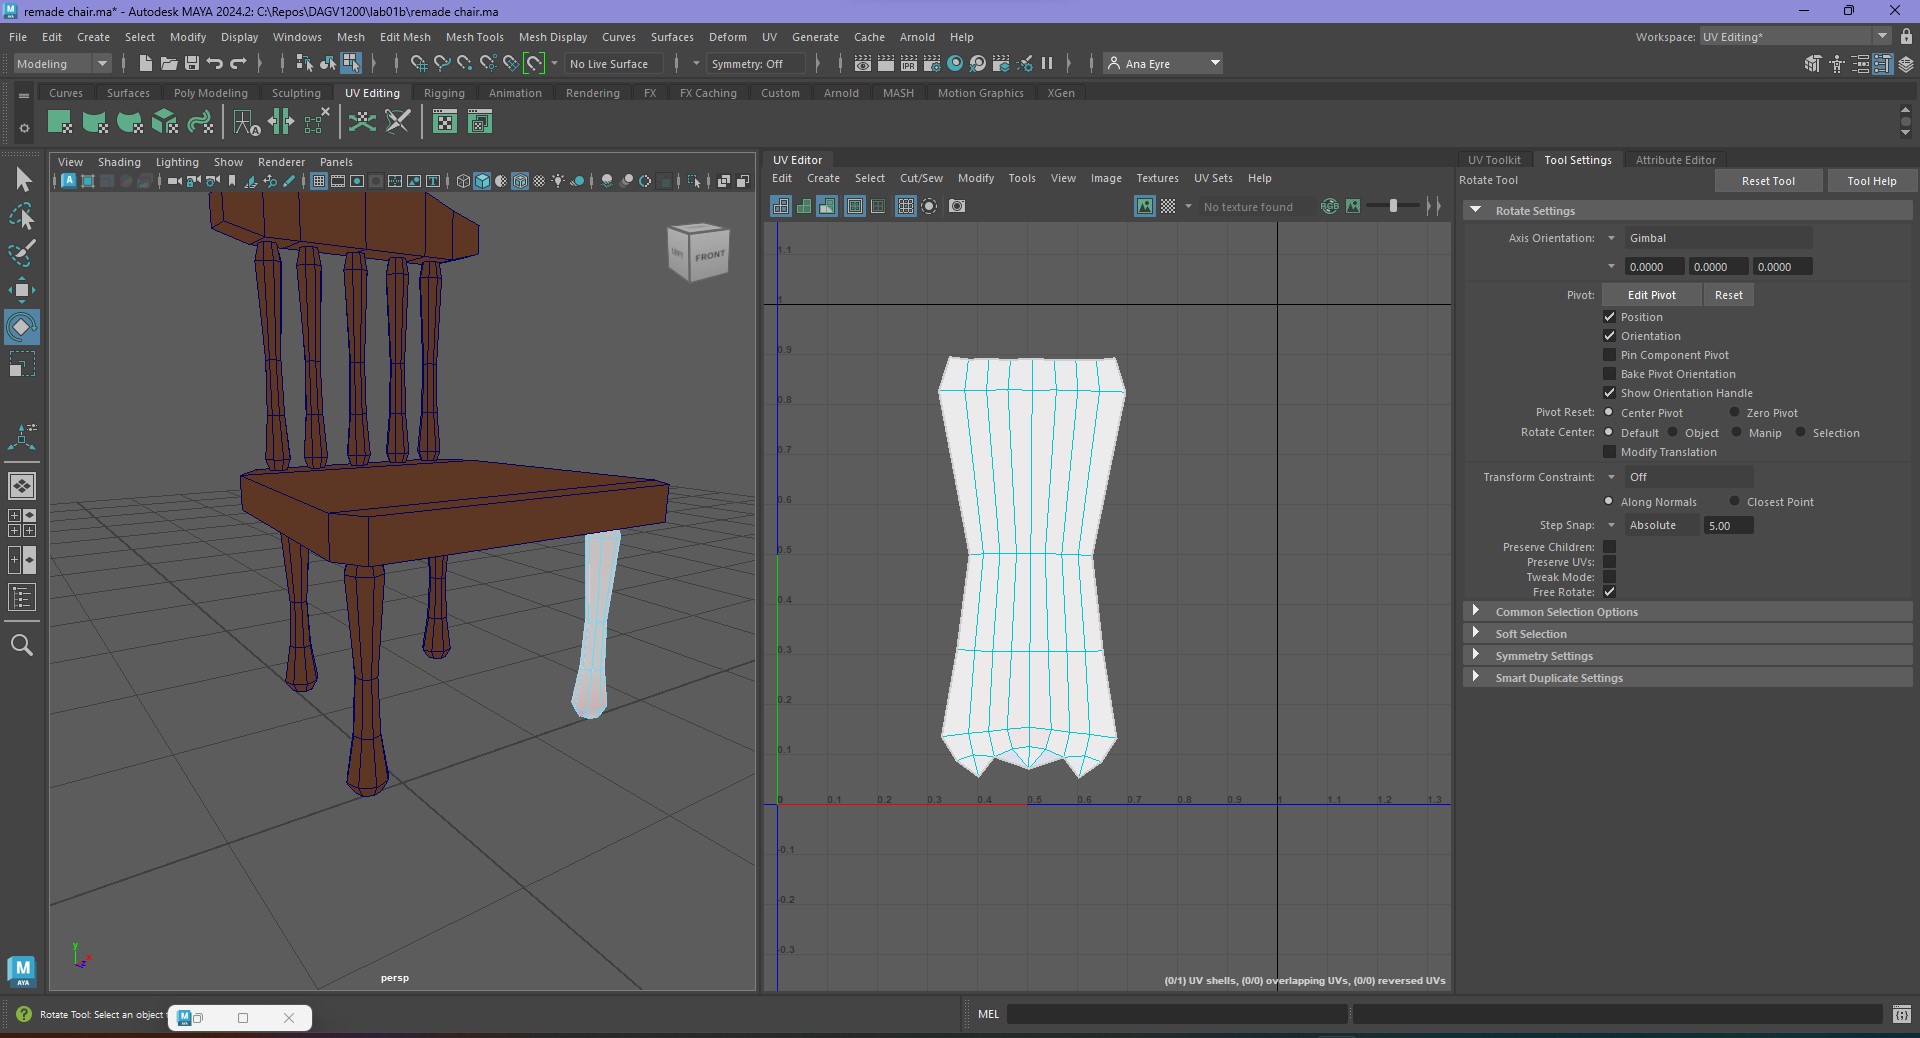 remade chair.ma* - Autodesk MAYA 2024.2: C:\Repos\DAGV1200\lab01b\remade chair.ma
File Edit Create Select Modify Display Windows Mesh Edit Mesh Mesh Tools Mesh Display Curves Surfaces Deform UV Generate Cache Arnold Help Workspace: UV Editing*
Modeling No Live Surface Symmetry: Off IPR Ana Eyre
Curves Surfaces Poly Modeling Sculpting UV Editing Rigging Animation Rendering FX FX Caching Custom Arnold MASH Motion Graphics XGen
View Shading Lighting Show Renderer Panels
UV Editor
Edit Create Select Cut/Sew Modify Tools View Image Textures UV Sets Help
No texture found
RGB
LEFT FRONT
1.1
1
0.9
0.8
0.7
0.6
0.5
0.4
0.3
0.2
0.1
0 0.1 0.2 0.3 0.4 0.5 0.6 0.7 0.8 0.9 1 1.1 1.2 1.3
-0.1
-0.2
-0.3
y
x
z
persp
(0/1) UV shells, (0/0) overlapping UVs, (0/0) reversed UVs
UV Toolkit Tool Settings Attribute Editor
Rotate Tool Reset Tool Tool Help
Rotate Settings
Axis Orientation: Gimbal
0.0000 0.0000 0.0000
Pivot: Edit Pivot Reset
Position
Orientation
Pin Component Pivot
Bake Pivot Orientation
Show Orientation Handle
Pivot Reset: Center Pivot Zero Pivot
Rotate Center: Default Object Manip Selection
Modify Translation
Transform Constraint: Off
Along Normals Closest Point
Step Snap: Absolute 5.00
Preserve Children:
Preserve UVs:
Tweak Mode:
Free Rotate:
Common Selection Options
Soft Selection
Symmetry Settings
Smart Duplicate Settings
M
AYA
Rotate Tool: Select an object
MEL